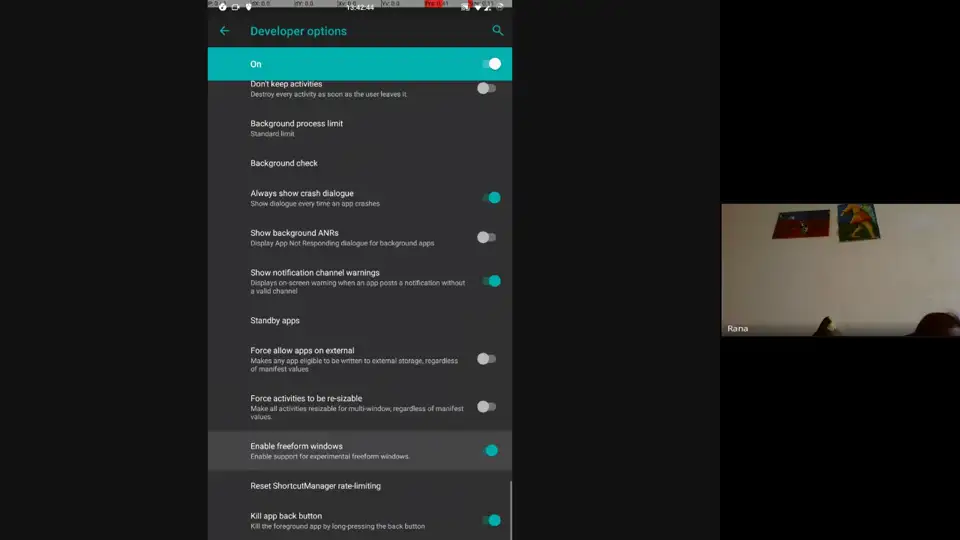 13:42:44
Developer options
On
Don't keep activities
Destroy every activity as soon as the user leaves it.
Background process limit
Standard limit
Background check
Always show crash dialogue
Show dialogue every time an app crashes
Show background ANRs
Display App Not Responding dialogue for background apps
Show notification channel warnings
Displays on-screen warning when an app posts a notification without
a valid channel
Standby apps
Force allow apps on external
Makes any app eligible to be written to external storage, regardless
of manifest values
Force activities to be re-sizable
Make all activities resizable for multi-window, regardless of manifest
values.
Enable freeform windows
Enable support for experimental freeform windows.
Reset ShortcutManager rate-limiting
Kill app back button
Kill the foreground app by long-pressing the back button
Rana